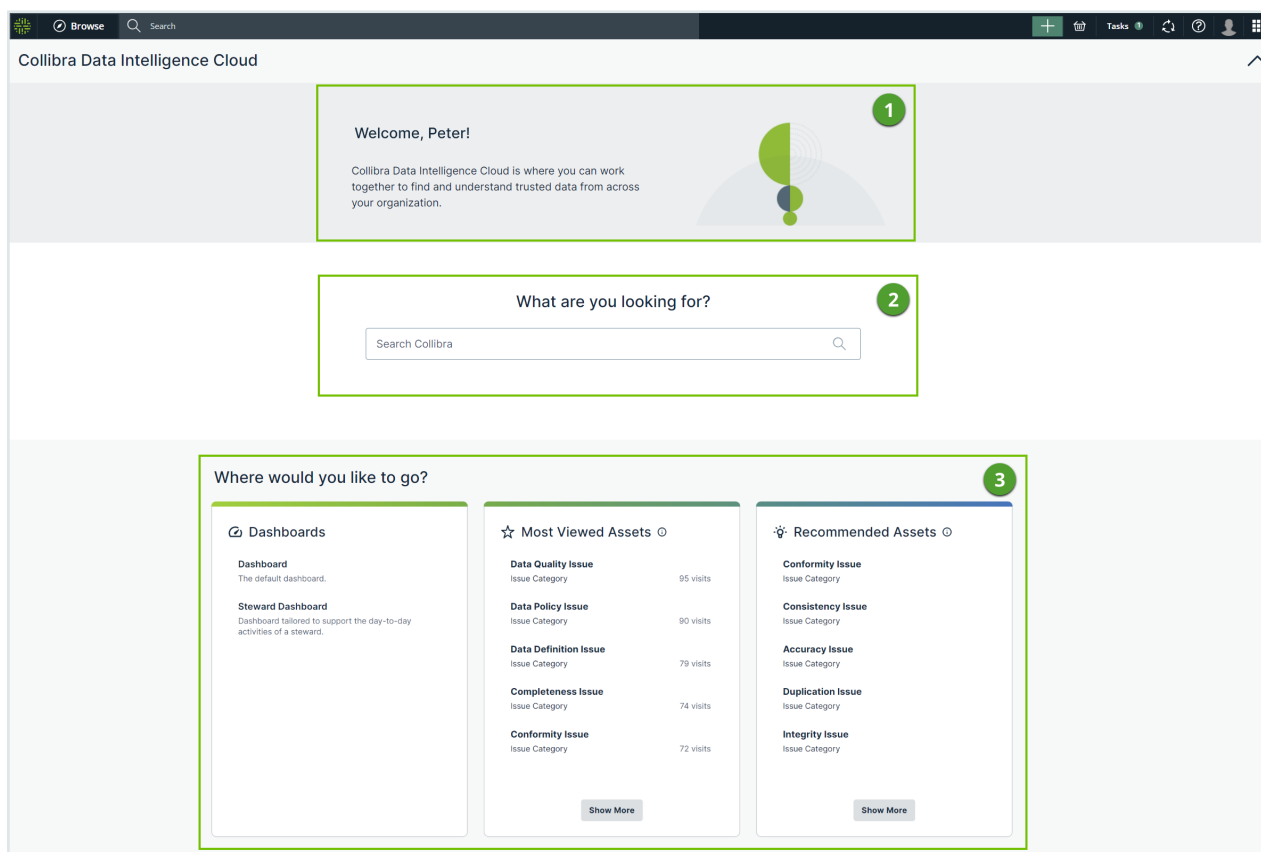 Browse
Search
Tasks 1
Collibra Data Intelligence Cloud
1
Welcome, Peter!
Collibra Data Intelligence Cloud is where you can work
together to find and understand trusted data from across
your organization.
2
What are you looking for?
Search Collibra
3
Where would you like to go?
Dashboards
Dashboard
The default dashboard.
Steward Dashboard
Dashboard tailored to support the day-to-day
activities of a steward.
Most Viewed Assets
Data Quality Issue
Issue Category 95 visits
Data Policy Issue
Issue Category 90 visits
Data Definition Issue
Issue Category 79 visits
Completeness Issue
Issue Category 74 visits
Conformity Issue
Issue Category 72 visits
Show More
Recommended Assets
Conformity Issue
Issue Category
Consistency Issue
Issue Category
Accuracy Issue
Issue Category
Duplication Issue
Issue Category
Integrity Issue
Issue Category
Show More